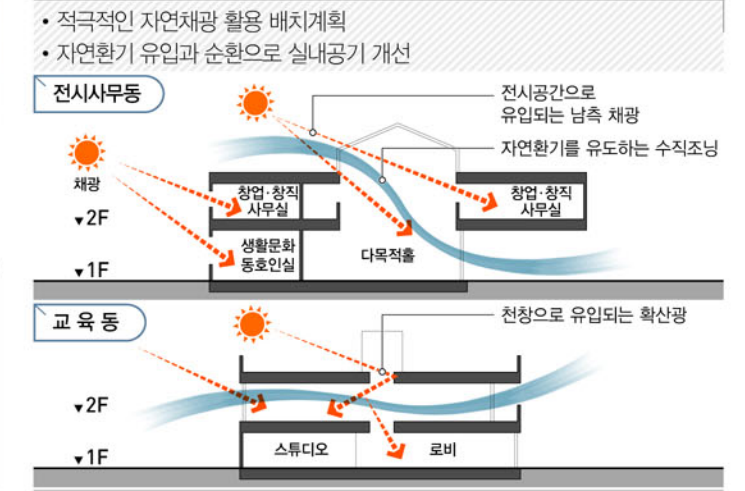 • 적극적인 자연채광 활용 배치계획
• 자연환기 유입과 순환으로 실내공기 개선
전시사무동
전시공간으로
유입되는 남측 채광
자연환기를 유도하는 수직조닝
채광
창업·창직
사무실
창업·창직
사무실
▼2F
생활문화
동호인실
다목적홀
▼1F
교육동
천창으로 유입되는 확산광
▼2F
스튜디오
로비
▼1F